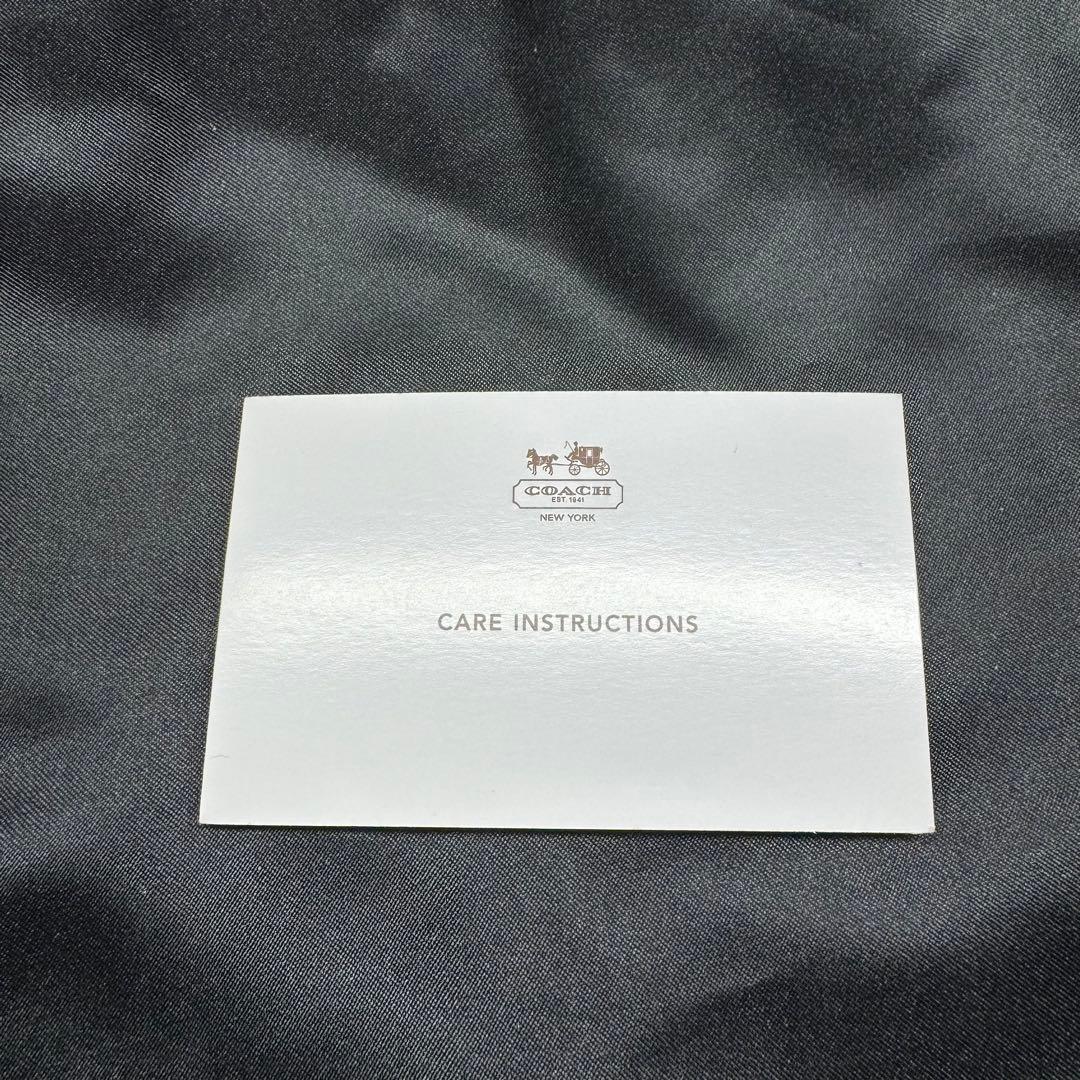 COACH
EST. 1941
NEW YORK
CARE INSTRUCTIONS